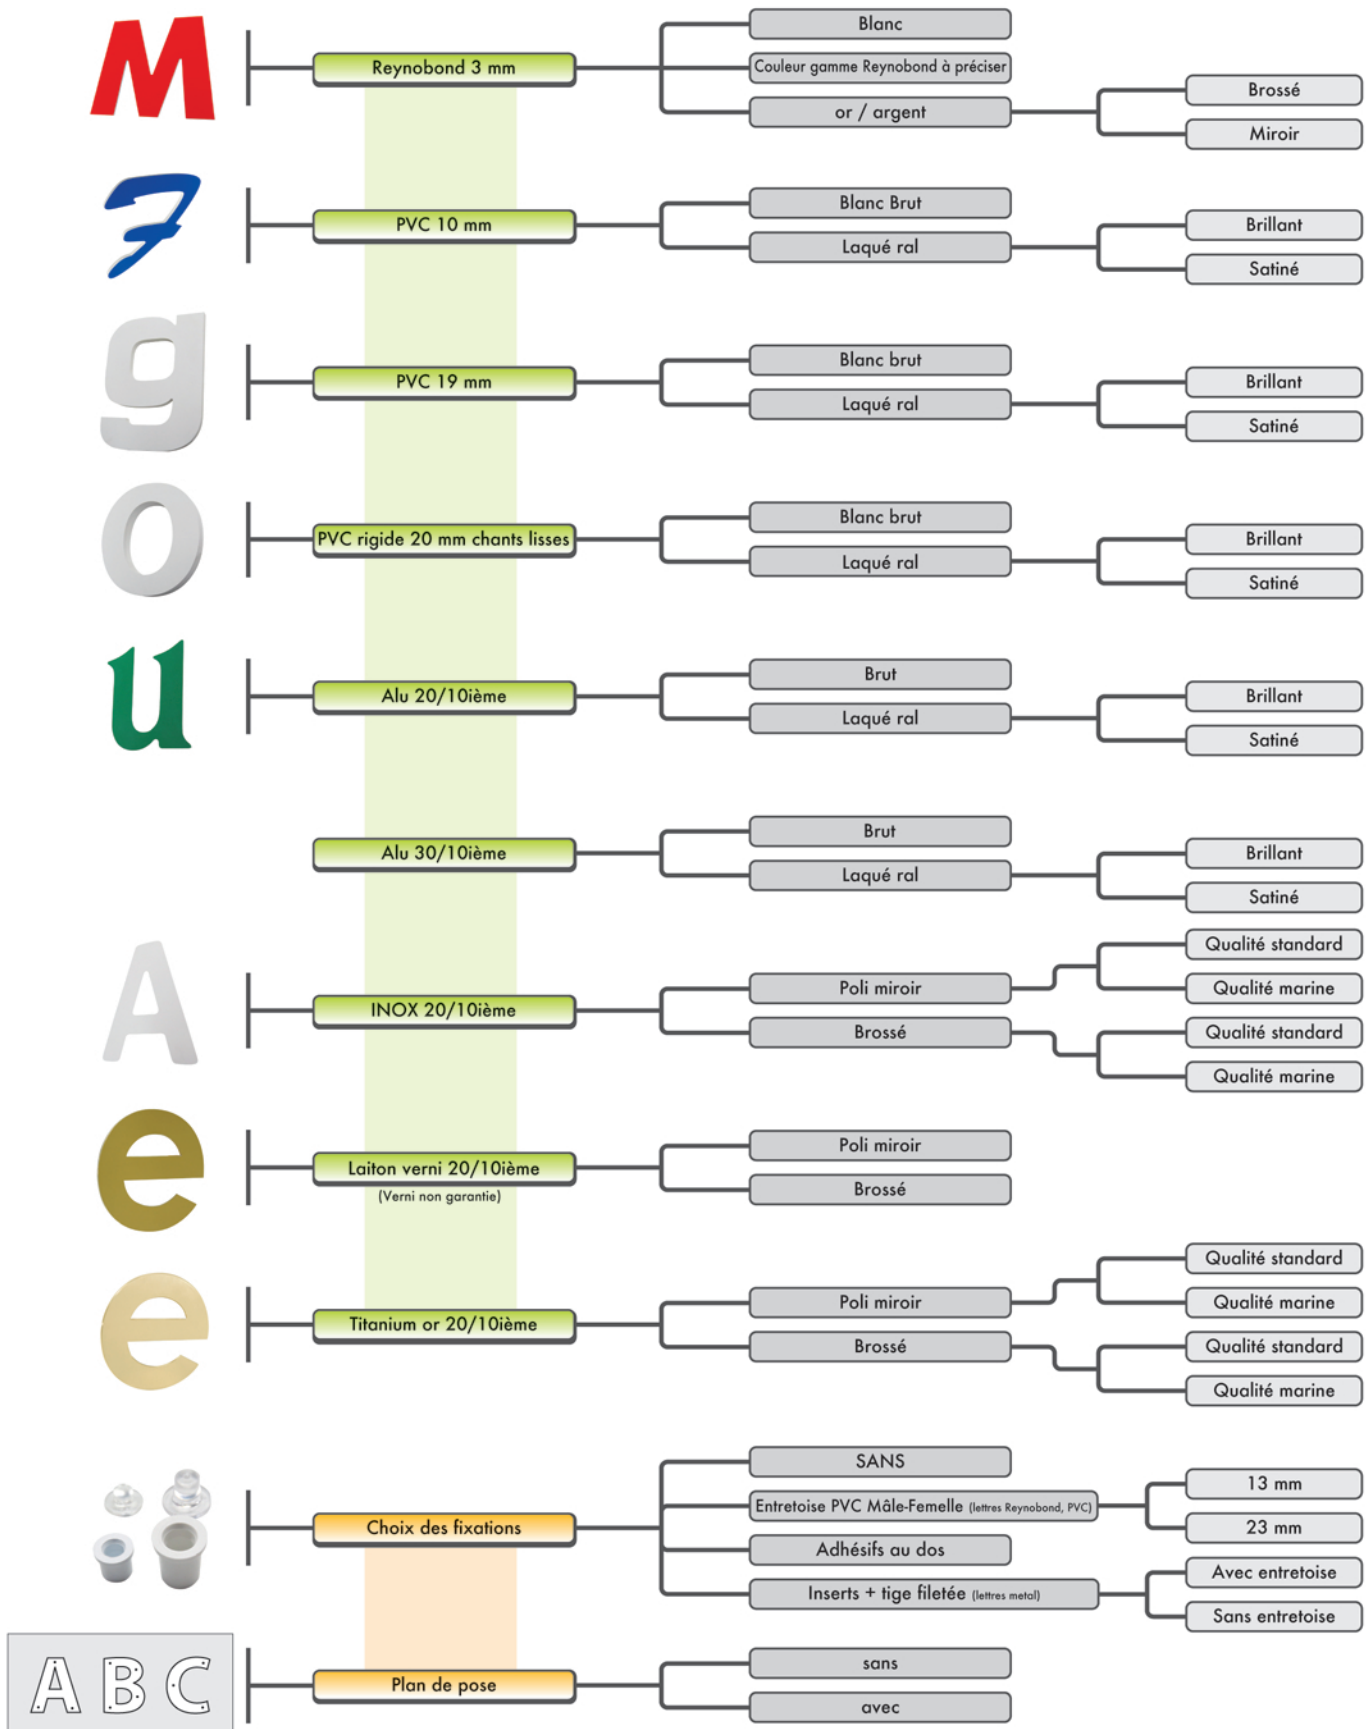 M
Reynobond 3 mm
Blanc
Couleur gamme Reynobond à préciser
or / argent
Brossé
Miroir
F
PVC 10 mm
Blanc Brut
Laqué ral
Brillant
Satiné
g
PVC 19 mm
Blanc brut
Laqué ral
Brillant
Satiné
o
PVC rigide 20 mm chants lisses
Blanc brut
Laqué ral
Brillant
Satiné
u
Alu 20/10ième
Brut
Laqué ral
Brillant
Satiné
Alu 30/10ième
Brut
Laqué ral
Brillant
Satiné
A
INOX 20/10ième
Poli miroir
Brossé
Qualité standard
Qualité marine
Qualité standard
Qualité marine
e
Laiton verni 20/10ième
(Verni non garantie)
Poli miroir
Brossé
e
Titanium or 20/10ième
Poli miroir
Brossé
Qualité standard
Qualité marine
Qualité standard
Qualité marine
Choix des fixations
SANS
Entretoise PVC Mâle-Femelle (lettres Reynobond, PVC)
13 mm
23 mm
Adhésifs au dos
Inserts + tige filetée (lettres metal)
Avec entretoise
Sans entretoise
ABC
Plan de pose
sans
avec